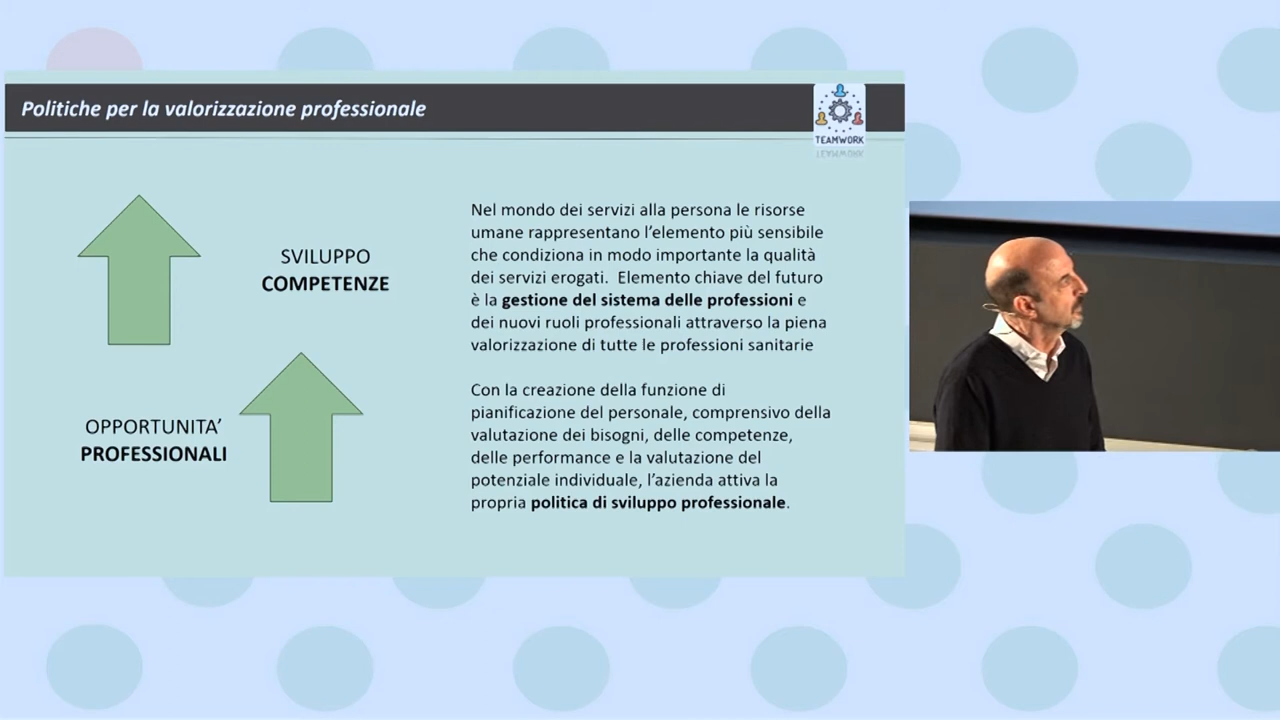 Politiche per la valorizzazione professionale
TEAMWORK
SVILUPPO
COMPETENZE
OPPORTUNITA’
PROFESSIONALI
Nel mondo dei servizi alla persona le risorse
umane rappresentano l’elemento più sensibile
che condiziona in modo importante la qualità
dei servizi erogati.  Elemento chiave del futuro
è la gestione del sistema delle professioni e
dei nuovi ruoli professionali attraverso la piena
valorizzazione di tutte le professioni sanitarie
Con la creazione della funzione di
pianificazione del personale, comprensivo della
valutazione dei bisogni, delle competenze,
delle performance e la valutazione del
potenziale individuale, l’azienda attiva la
propria politica di sviluppo professionale.